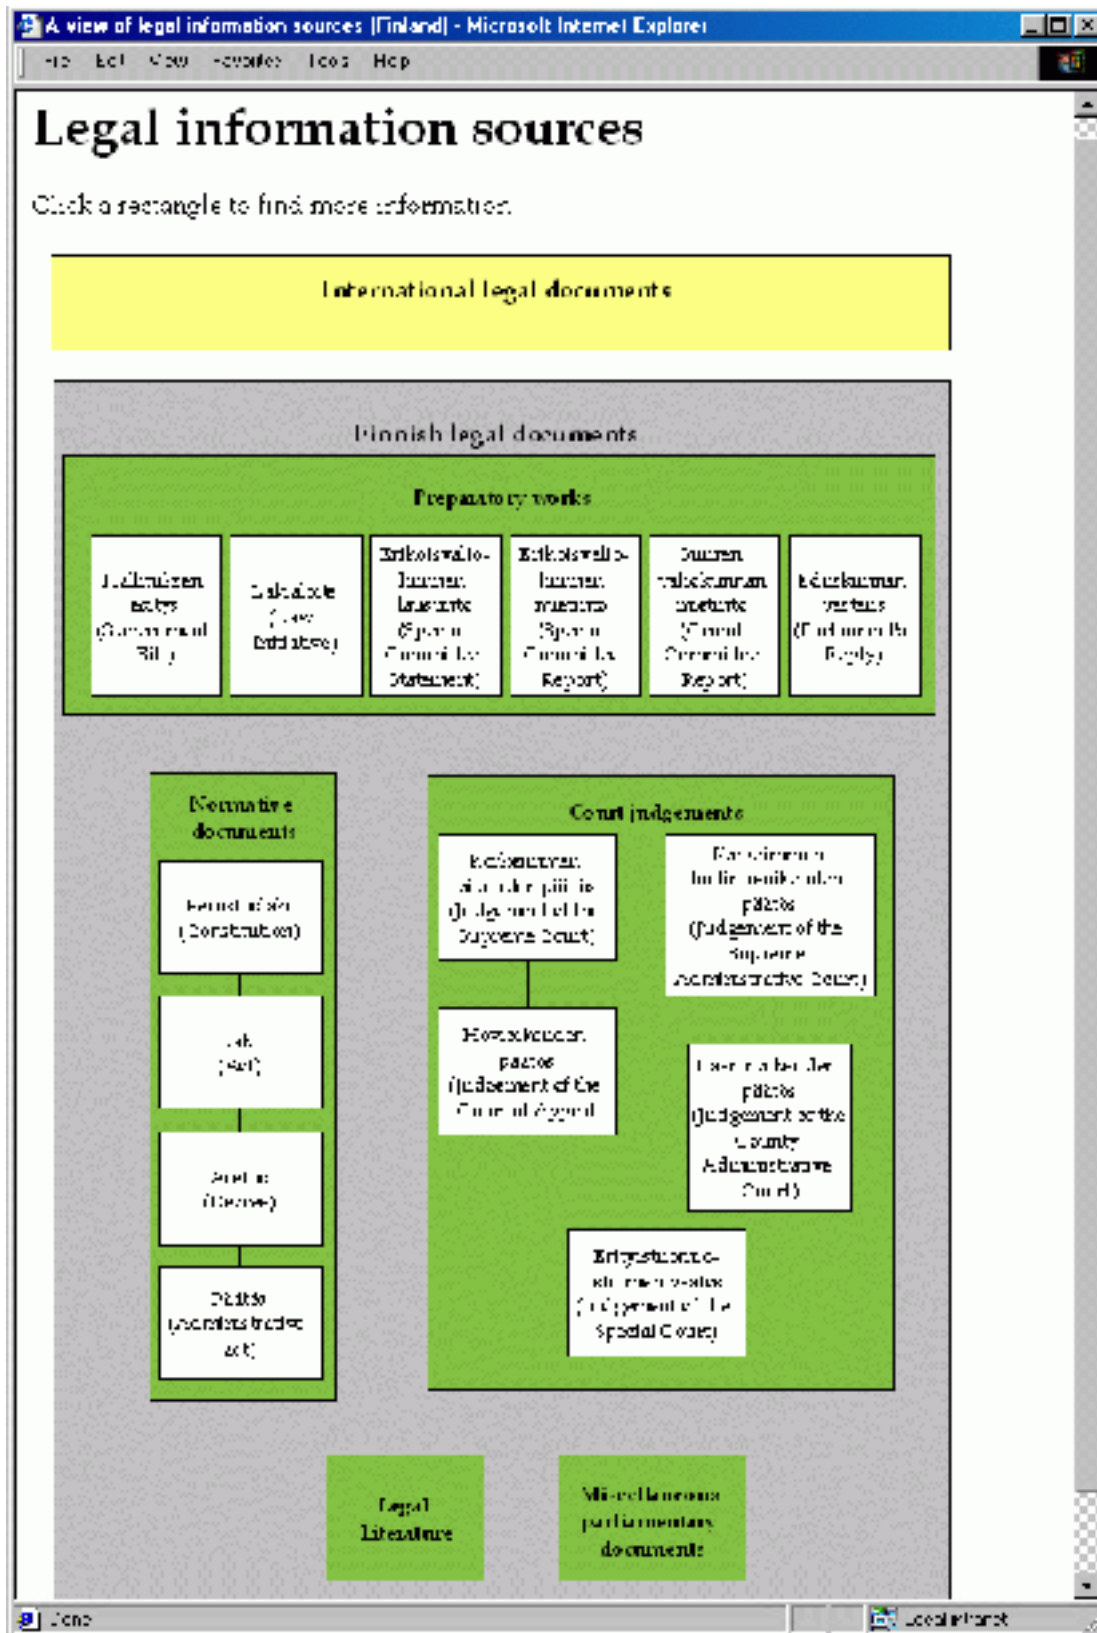 A view of legal information sources (Finland) - Microsoft Internet Explorer
File Edit View Favorites Tools Help
Legal information sources
Click a rectangle to find more information
International legal documents
Finnish legal documents
Preparatory works
Hallituksen
esitys
(Government
Bill)
Lakialoite
(Law
Initiative)
Erikoisvalio-
kunnan
lausunto
(Special
Committee
Statement)
Erikoisvalio-
kunnan
mietintö
(Special
Committee
Report)
Suuren
valiokunnan
mietintö
(Grand
Committee
Report)
Eduskunnan
vastaus
(Parliament's
Reply)
Normative
documents
(Constitution)
Laki
(Act)
Asetus
(Decree)
Päätös
(Administrative
act)
Court judgements
Korkeimman
oikeuden päätös
(Judgement of the
Supreme Court)
Hovioikeuden
päätös
(Judgement of the
Court of Appeal
Korkeimman
hallinto-oikeuden
päätös
(Judgement of the
Supreme
Administrative Court)
päätös
(Judgement of the
County
Administrative
Court)
(Judgement of the
Special Court)
Legal
Literature
Miscellaneous
parliamentary
documents
Done
Local intranet